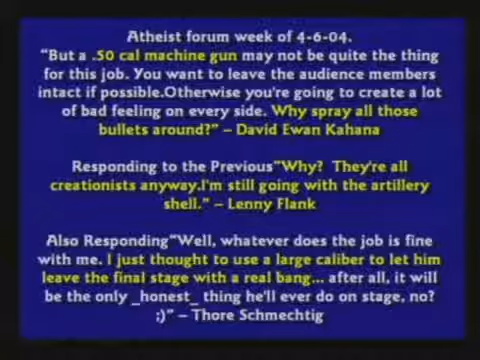 Atheist forum week of 4-6-04.
“But a .50 cal machine gun may not be quite the thing
for this job. You want to leave the audience members
intact if possible.Otherwise you're going to create a lot
of bad feeling on every side. Why spray all those
bullets around?” – David Ewan Kahana
Responding to the Previous“Why? They're all
creationists anyway.I'm still going with the artillery
shell.” – Lenny Flank
Also Responding“Well, whatever does the job is fine
with me. I just thought to use a large caliber to let him
leave the final stage with a real bang... after all, it will
be the only _honest_ thing he'll ever do on stage, no?
;)” – Thore Schmechtig